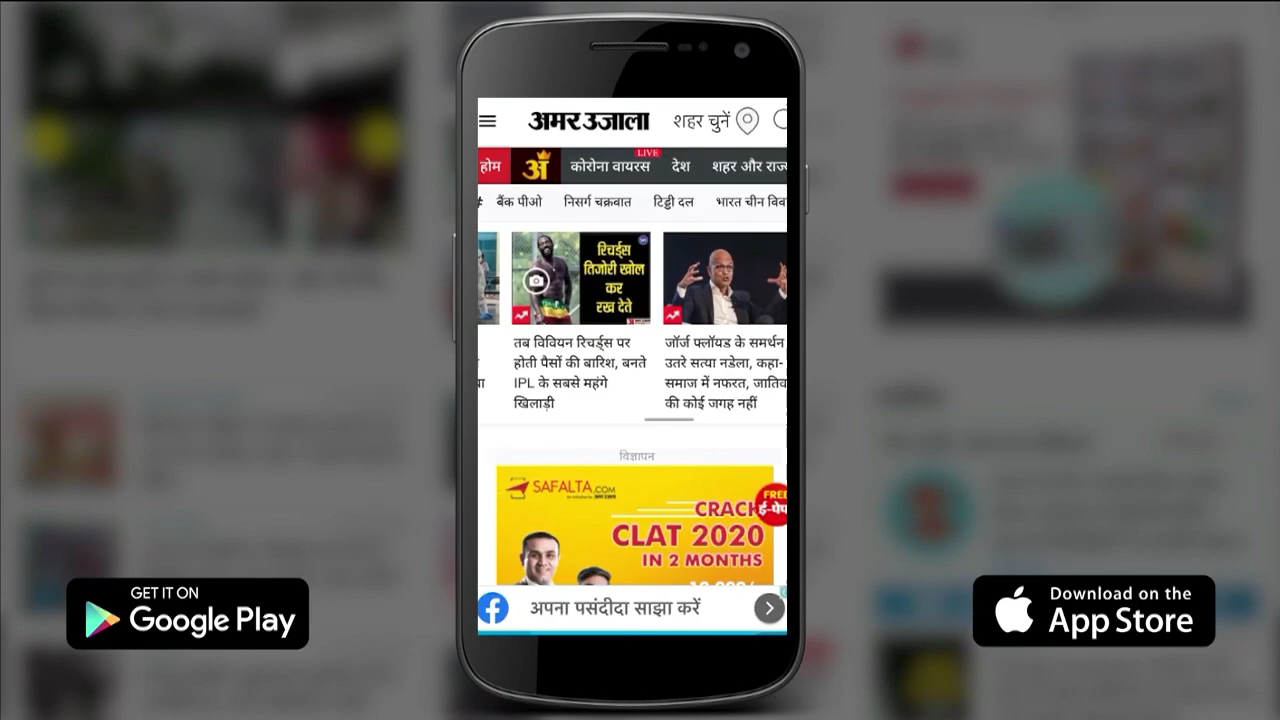 अमर उजाला
शहर चुनें
होम
अं
कोरोना वायरस
LIVE
देश
शहर और राज्
#
बैंक पीओ
निसर्ग चक्रवात
टिड्डी दल
भारत चीन विवा
रिचर्ड्स
तिजोरी खोल
कर
रख देते
तब विवियन रिचर्ड्स पर
होती पैसों की बारिश, बनते
IPL के सबसे महंगे
खिलाड़ी
जॉर्ज फ्लॉयड के समर्थन
उतरे सत्या नडेला, कहा-
समाज में नफरत, जातिव
की कोई जगह नहीं
विज्ञापन
SAFALTA.COM
CRACK
CLAT 2020
IN 2 MONTHS
FREE
ई-पेप
अपना पसंदीदा साझा करें
GET IT ON
Google Play
Download on the
App Store